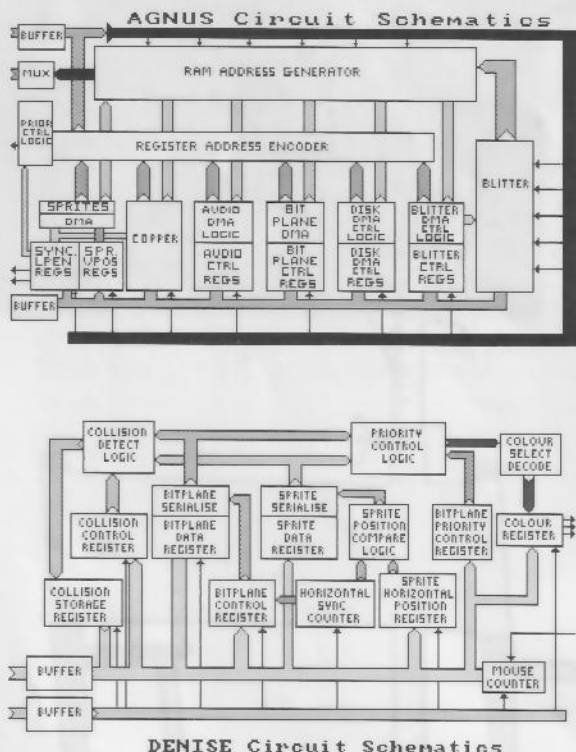 AGNUS Circuit Schematics
BUFFER
RAM ADDRESS GENERATOR
MUX
PRIOR
CTRL
LOGIC
REGISTER ADDRESS ENCODER
BLITTER
SPRITES
DMA
SYNC.
LPEN
REGS
SPR
VPOS
REGS
COPPER
AUDIO
DMA
LOGIC
AUDIO
CTRL
REGS
BIT
PLANE
DMA
BIT
PLANE
CTRL
REGS
DISK
DMA
CTRL
LOGIC
DISK
DMA
CTRL
REGS
BLITTER
DMA
CTRL
LOGIC
BLITTER
CTRL
REGS
BUFFER
COLLISION
DETECT
LOGIC
PRIORITY
CONTROL
LOGIC
COLOUR
SELECT
DECODE
BITPLANE
SERIALISE
BITPLANE
DATA
REGISTER
SPRITE
SERIALISE
SPRITE
DATA
REGISTER
COLLISION
CONTROL
REGISTER
SPRITE
POSITION
COMPARE
LOGIC
BITPLANE
PRIORITY
CONTROL
REGISTER
COLOUR
REGISTER
COLLISION
STORAGE
REGISTER
BITPLANE
CONTROL
REGISTER
HORIZONTAL
SYNC
COUNTER
SPRITE
HORIZONTAL
POSITION
REGISTER
BUFFER
MOUSE
COUNTER
BUFFER
DENISE Circuit Schematics